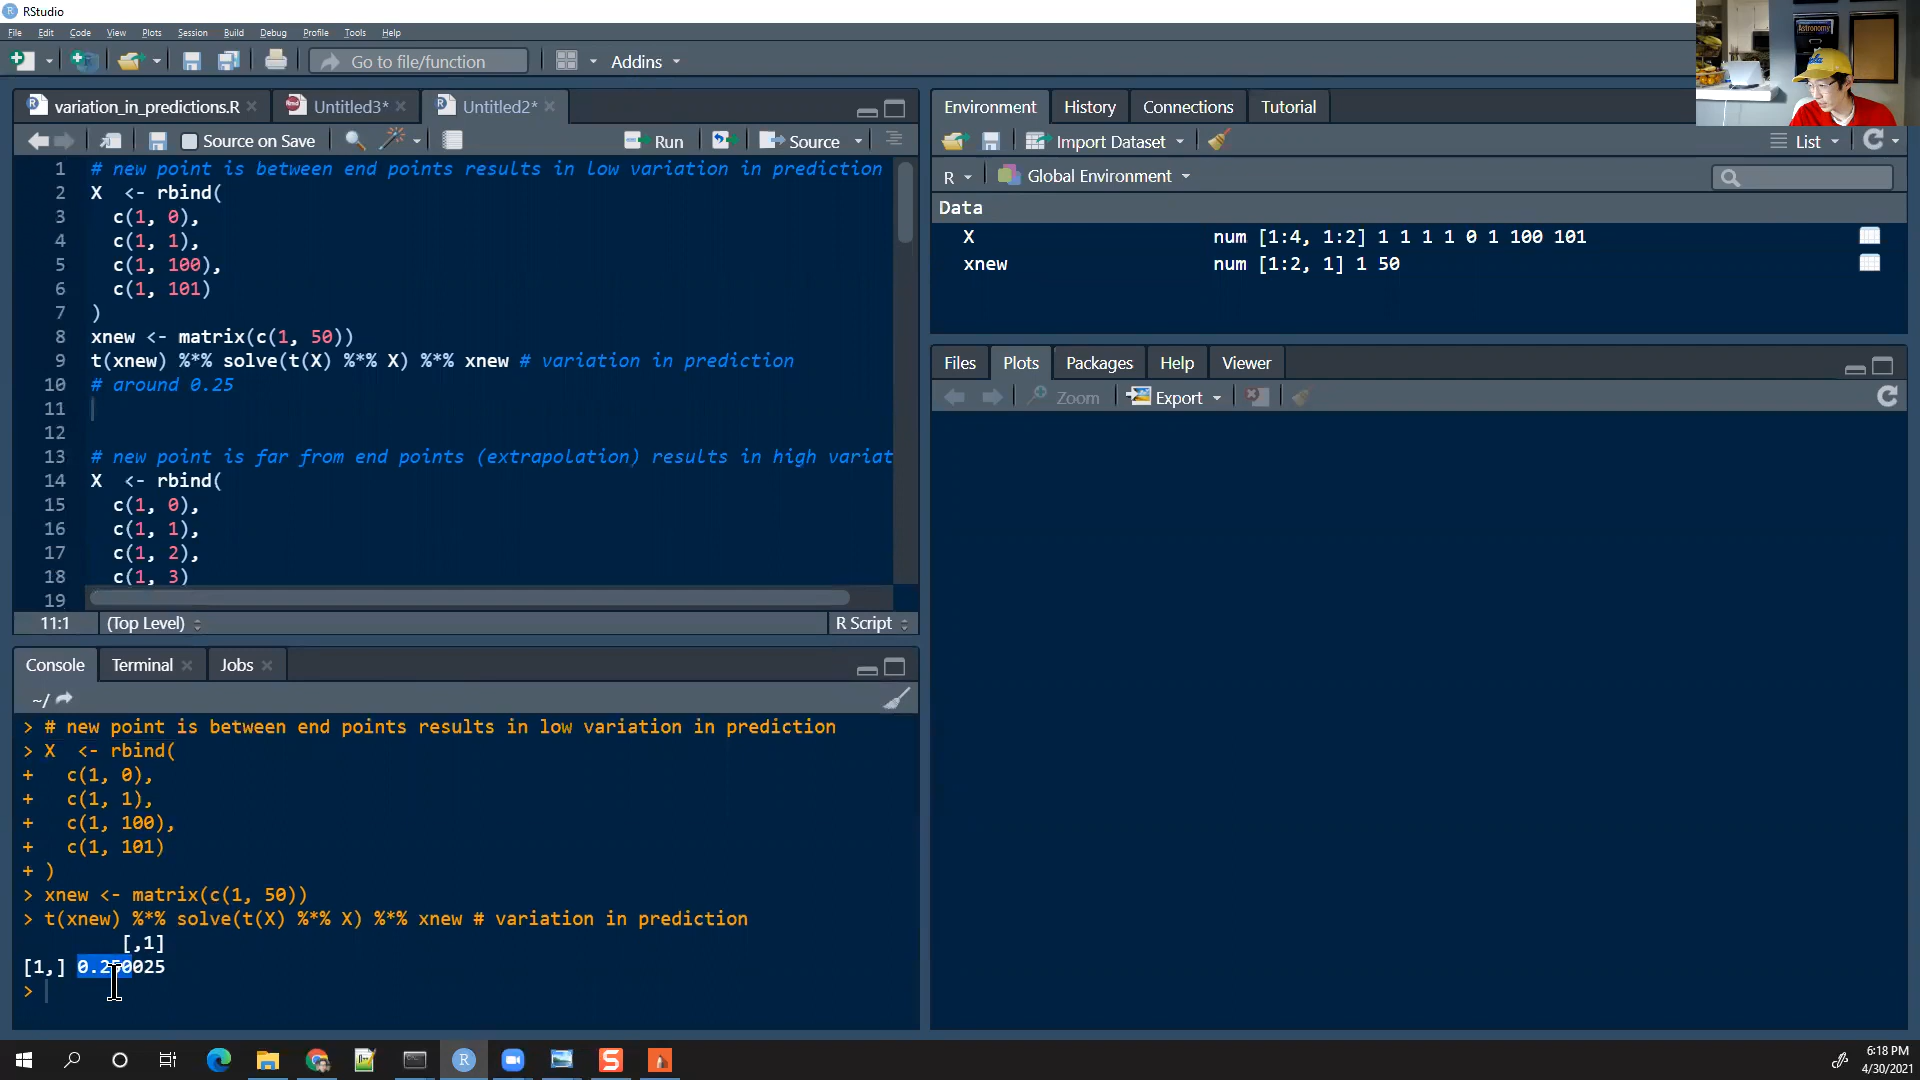 RStudio
File Edit Code View Plots Session Build Debug Profile Tools Help
Go to file/function Addins
variation_in_predictions.R Untitled3* Untitled2*
Source on Save Run Source
1 # new point is between end points results in low variation in prediction
2 X  <- rbind(
3   c(1, 0),
4   c(1, 1),
5   c(1, 100),
6   c(1, 101)
7 )
8 xnew <- matrix(c(1, 50))
9 t(xnew) %*% solve(t(X) %*% X) %*% xnew # variation in prediction
10 # around 0.25
11
12
13 # new point is far from end points (extrapolation) results in high variat
14 X  <- rbind(
15   c(1, 0),
16   c(1, 1),
17   c(1, 2),
18   c(1, 3)
19
11:1 (Top Level) R Script
Console Terminal Jobs
~/
> # new point is between end points results in low variation in prediction
> X  <- rbind(
+   c(1, 0),
+   c(1, 1),
+   c(1, 100),
+   c(1, 101)
+ )
> xnew <- matrix(c(1, 50))
> t(xnew) %*% solve(t(X) %*% X) %*% xnew # variation in prediction
[,1]
[1,] 0.250025
>
Environment History Connections Tutorial
Import Dataset List
R Global Environment
Data
X num [1:4, 1:2] 1 1 1 1 0 1 100 101
xnew num [1:2, 1] 1 50
Files Plots Packages Help Viewer
Zoom Export
Astronomy
6:18 PM
4/30/2021